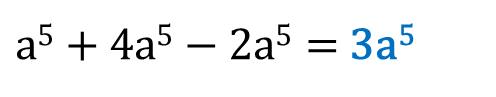 a⁵ + 4a⁵ − 2a⁵ = 3a⁵